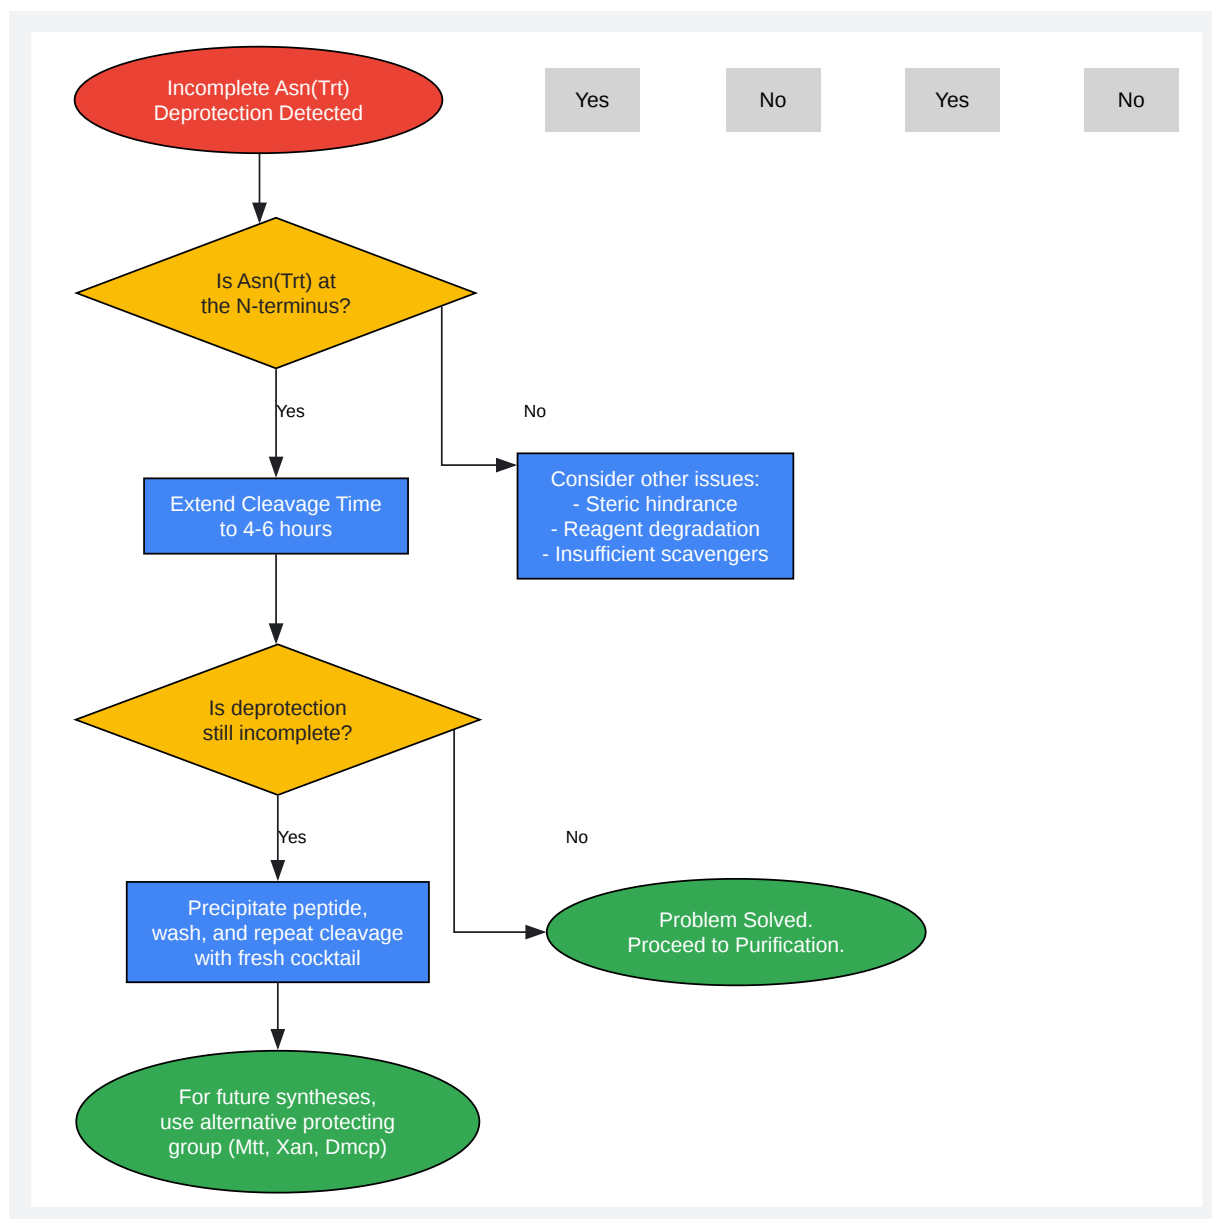 Incomplete Asn(Trt)
Deprotection Detected
Yes
No
Yes
No
Is Asn(Trt) at
the N-terminus?
Yes
No
Extend Cleavage Time
to 4-6 hours
Consider other issues:
- Steric hindrance
- Reagent degradation
- Insufficient scavengers
Is deprotection
still incomplete?
Yes
No
Precipitate peptide,
wash, and repeat cleavage
with fresh cocktail
Problem Solved.
Proceed to Purification.
For future syntheses,
use alternative protecting
group (Mtt, Xan, Dmcp)